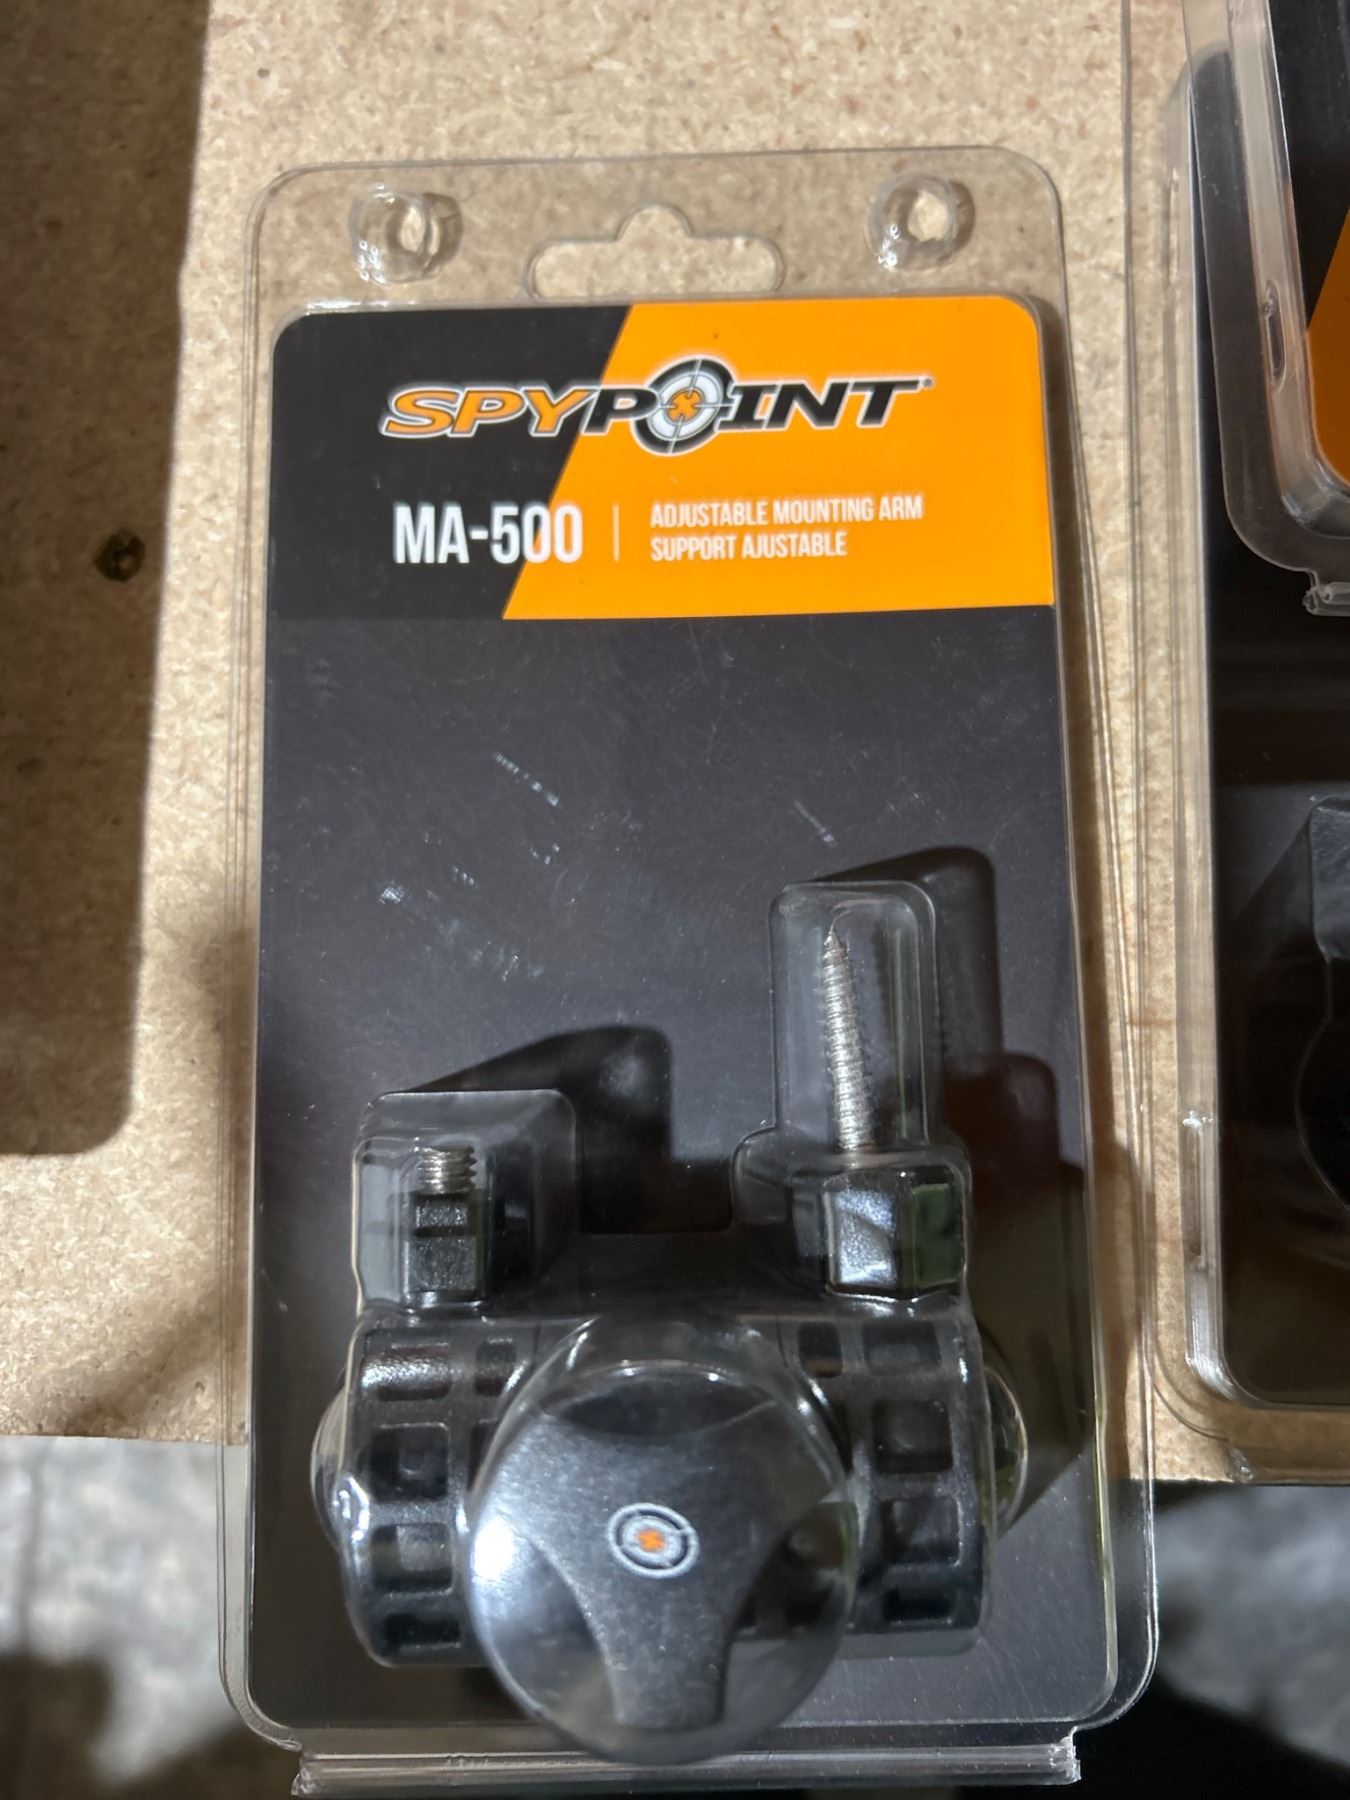 SPYPOINT®
MA-500
ADJUSTABLE MOUNTING ARM
SUPPORT AJUSTABLE